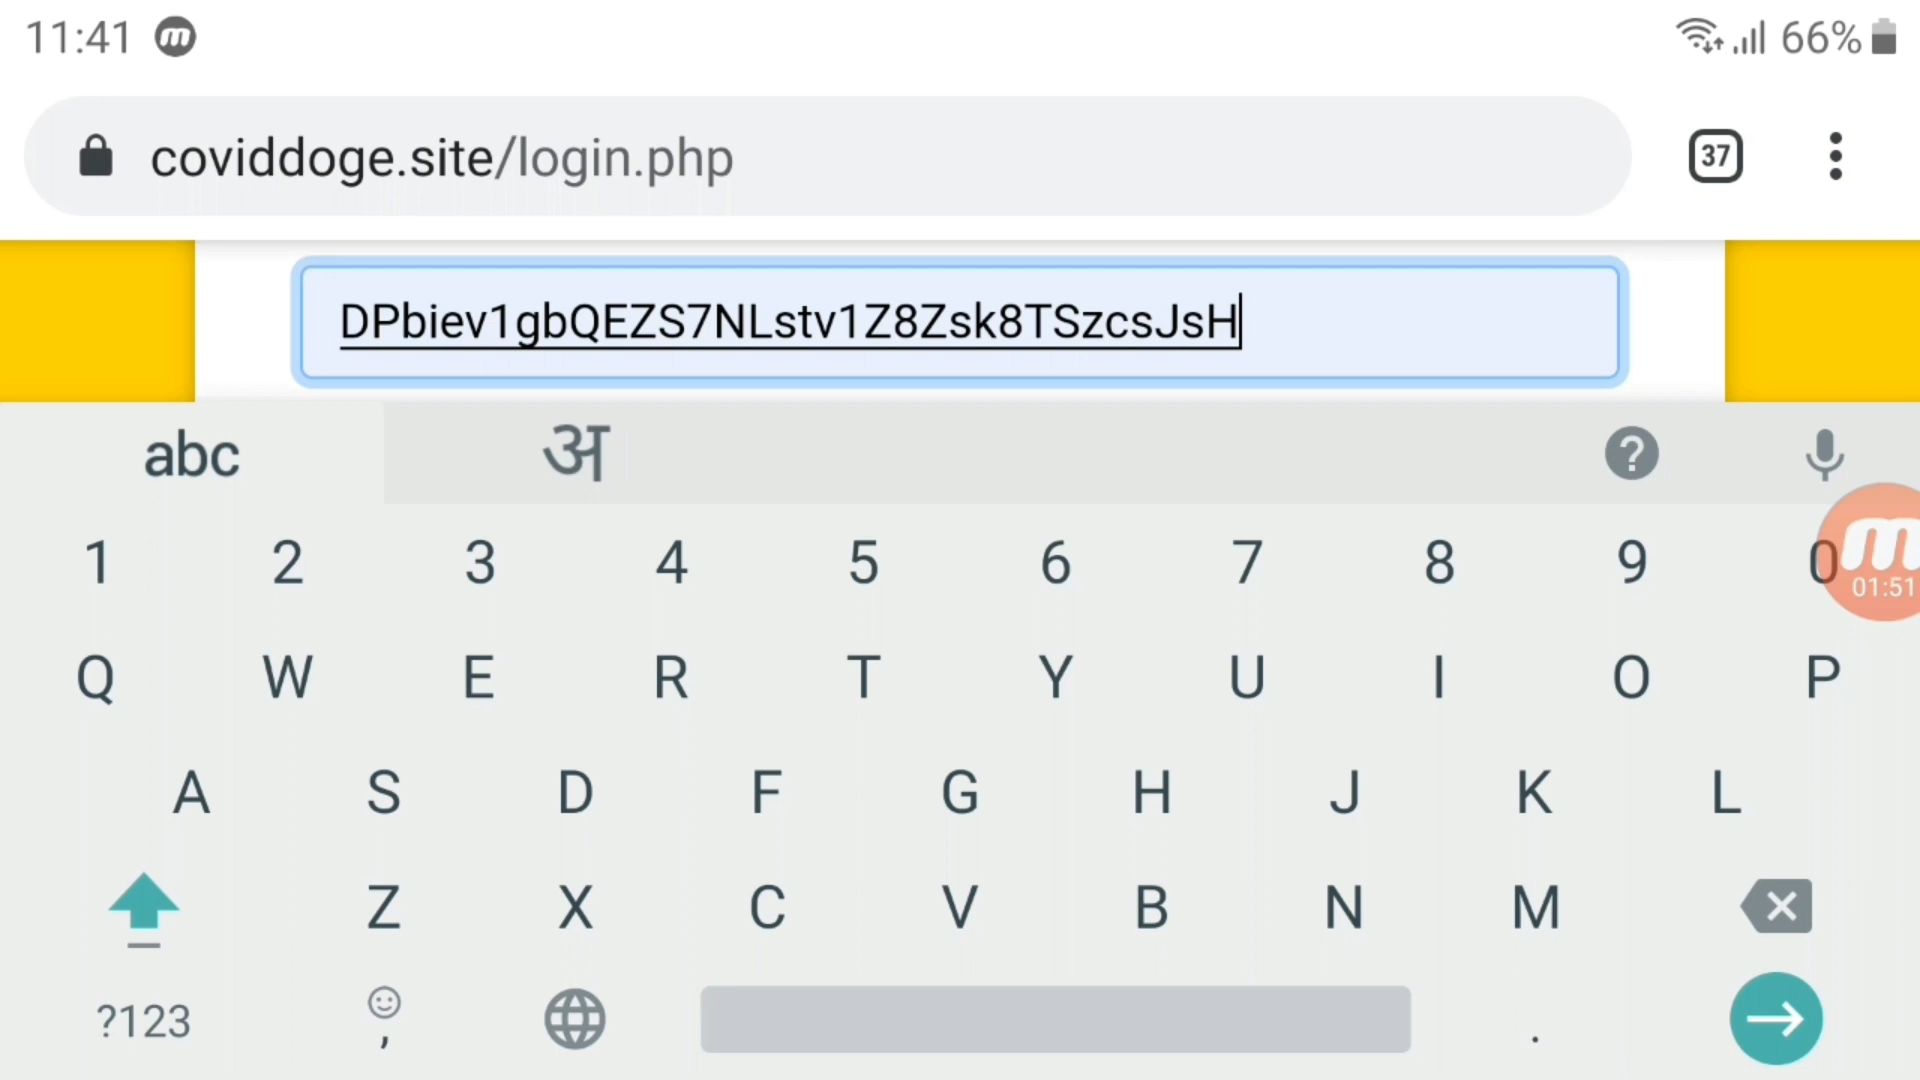 11:41 m 66%
coviddoge.site/login.php 37
DPbiev1gbQEZS7NLstv1Z8Zsk8TSzcsJsH
abc अ ?
1 2 3 4 5 6 7 8 9 0 m
01:51
Q W E R T Y U I O P
A S D F G H J K L
Z X C V B N M
?123 , .